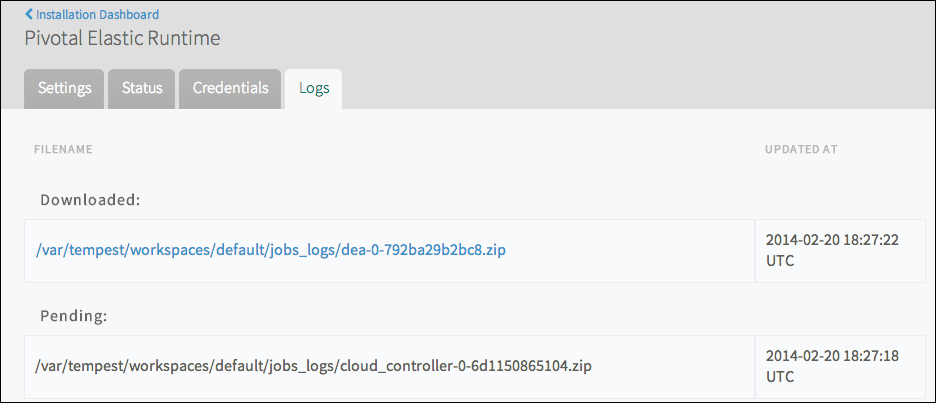 Installation Dashboard
Pivotal Elastic Runtime
Settings Status Credentials Logs
FILENAME UPDATED AT
Downloaded:
/var/tempest/workspaces/default/jobs_logs/dea-0-792ba29b2bc8.zip 2014-02-20 18:27:22
UTC
Pending:
/var/tempest/workspaces/default/jobs_logs/cloud_controller-0-6d1150865104.zip 2014-02-20 18:27:18
UTC